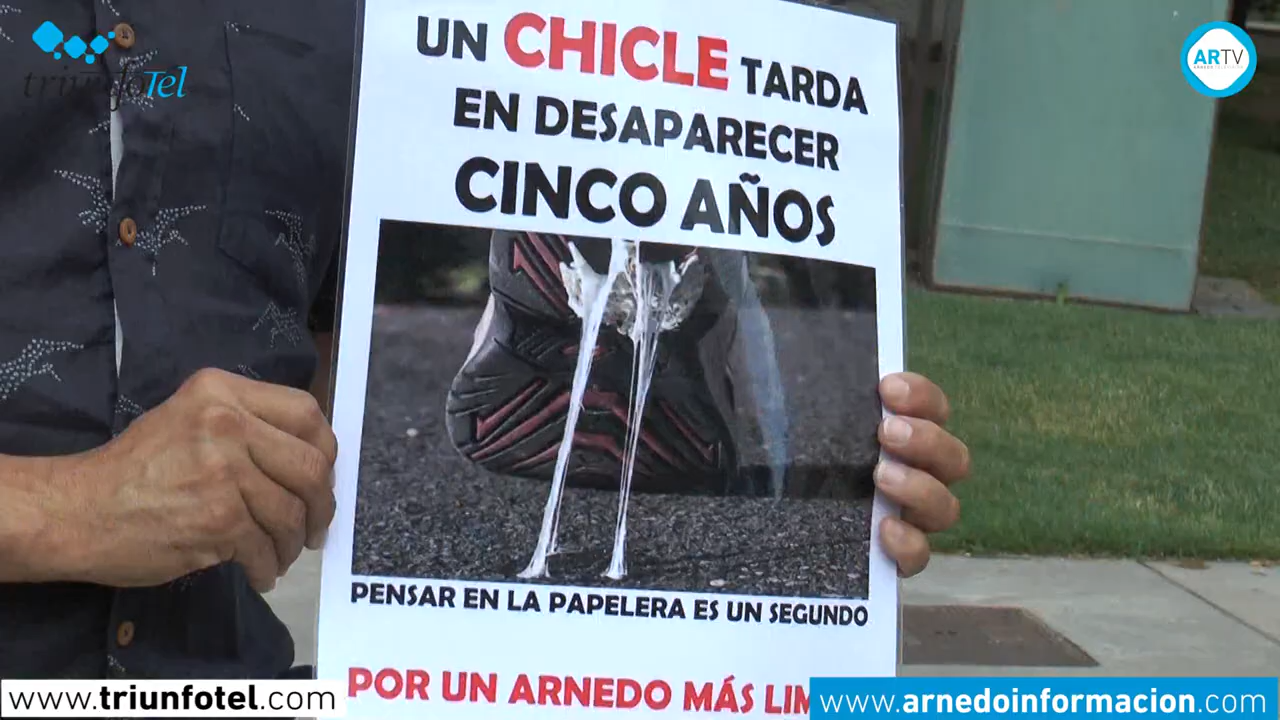 triunfoTel
ARTV
UN CHICLE TARDA
EN DESAPARECER
CINCO AÑOS
PENSAR EN LA PAPELERA ES UN SEGUNDO
POR UN ARNEDO MÁS
www.triunfotel.com
www.arnedoinformacion.com